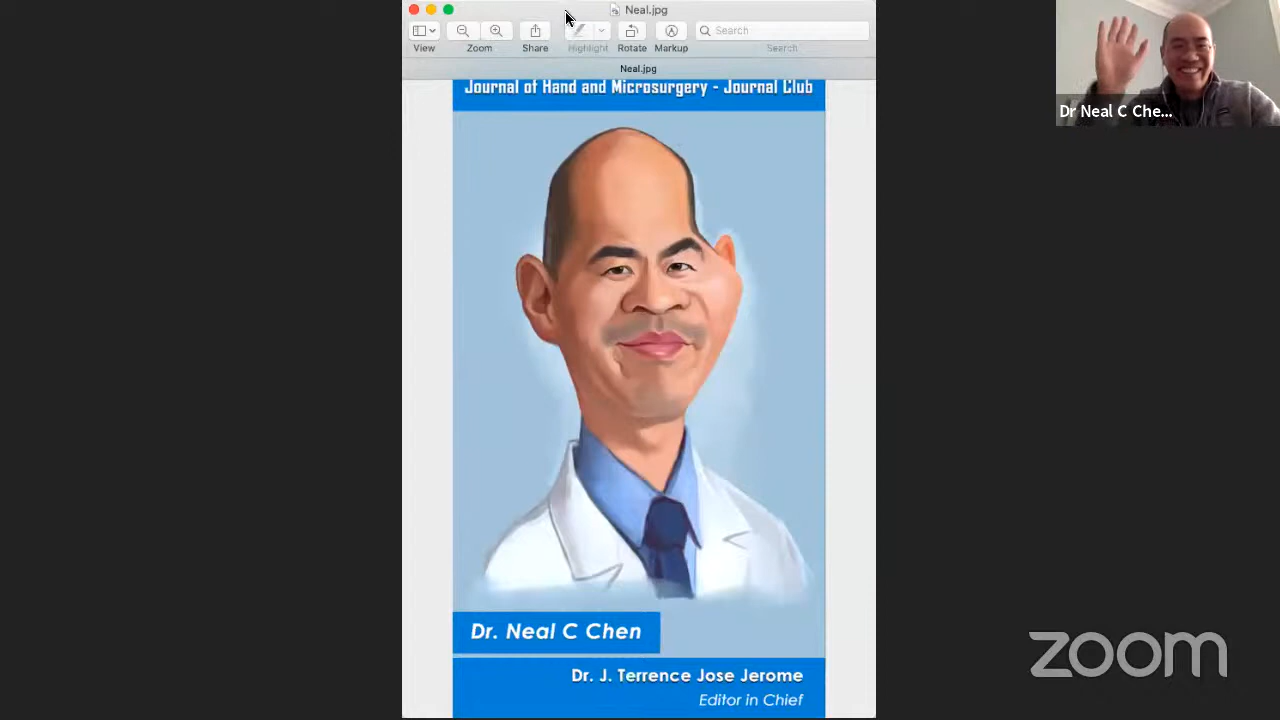 Neal.jpg
View
Zoom
Share
Highlight
Rotate
Markup
Search
Search
Neal.jpg
Journal of Hand and Microsurgery - Journal Club
Dr Neal C Che...
Dr. Neal C Chen
Dr. J. Terrence Jose Jerome
Editor in Chief
zoom